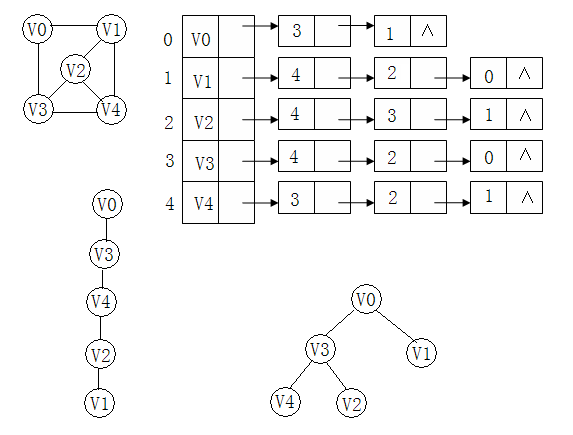 V0 V1
V2
V3 V4
0 V0 3 1 ∧
1 V1 4 2 0 ∧
2 V2 4 3 1 ∧
3 V3 4 2 0 ∧
4 V4 3 2 1 ∧
V0
V3
V4
V2
V1
V0
V3 V1
V4 V2